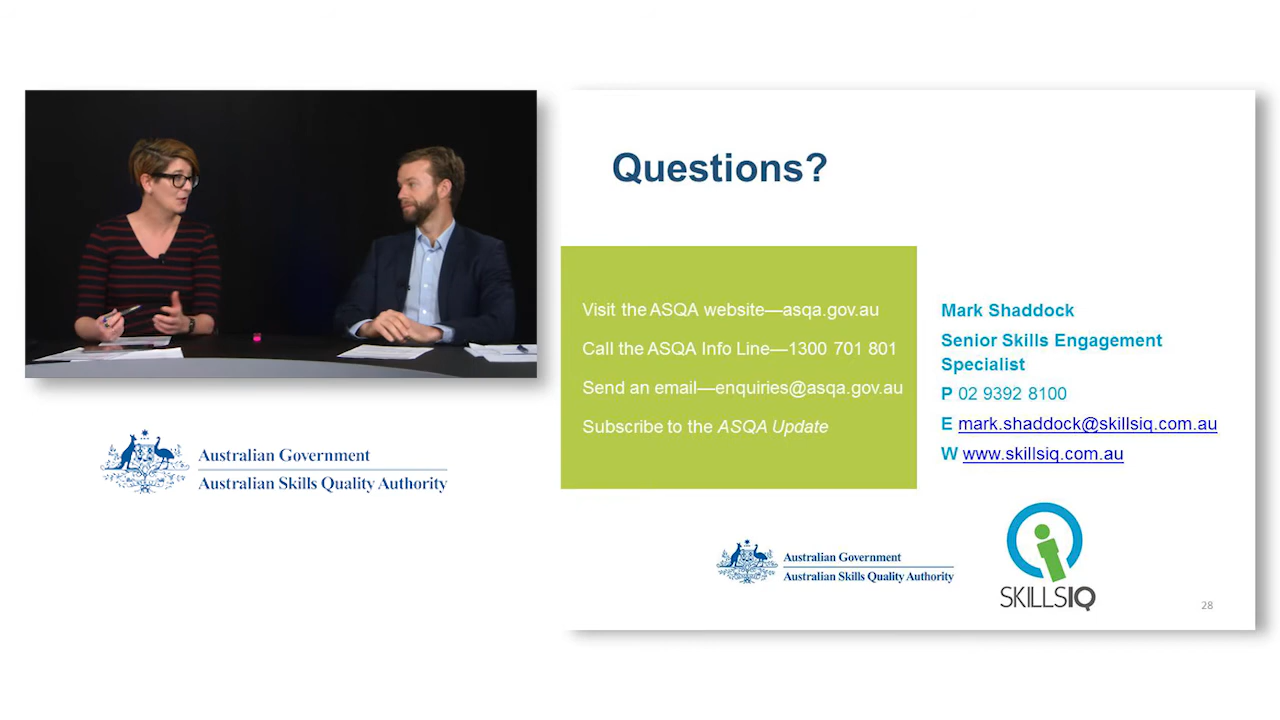 Questions?
Visit the ASQA website—asqa.gov.au
Call the ASQA Info Line—1300 701 801
Send an email—enquiries@asqa.gov.au
Subscribe to the ASQA Update
Mark Shaddock
Senior Skills Engagement
Specialist
P 02 9392 8100
E mark.shaddock@skillsiq.com.au
W www.skillsiq.com.au
Australian Government
Australian Skills Quality Authority
Australian Government
Australian Skills Quality Authority
SKILLSIQ
28